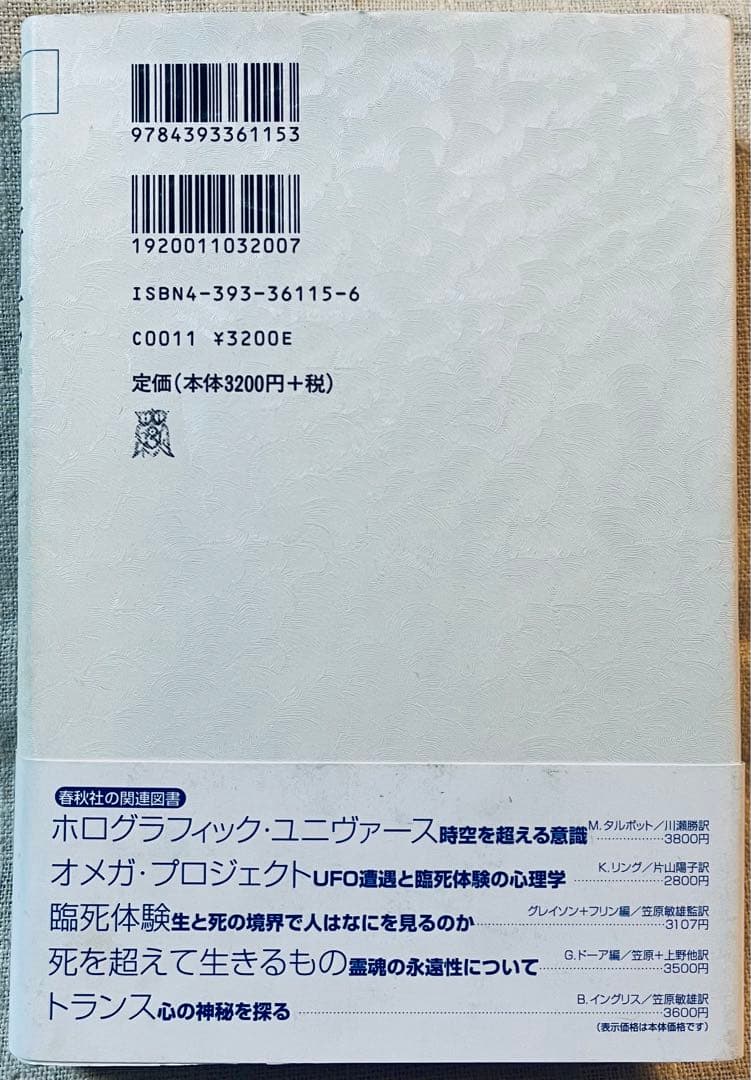 9784393361153
1920011032007
ISBN4-393-36115-6
C0011 ¥3200E
定価(本体3200円+税)
春秋社の関連図書
ホログラフィック・ユニヴァース時空を超える意識 M.タルボット/川瀬勝訳 3800円
オメガ・プロジェクトUFO遭遇と臨死体験の心理学 K.リング/片山陽子訳 2800円
臨死体験生と死の境界で人はなにを見るのか グレイソン+フリン編/笠原敏雄監訳 3107円
死を超えて生きるもの霊魂の永遠性について G.ドーア編/笠原+上野他訳 3500円
トランス心の神秘を探る B.イングリス/笠原敏雄訳 3600円
(表示価格は本体価格です)